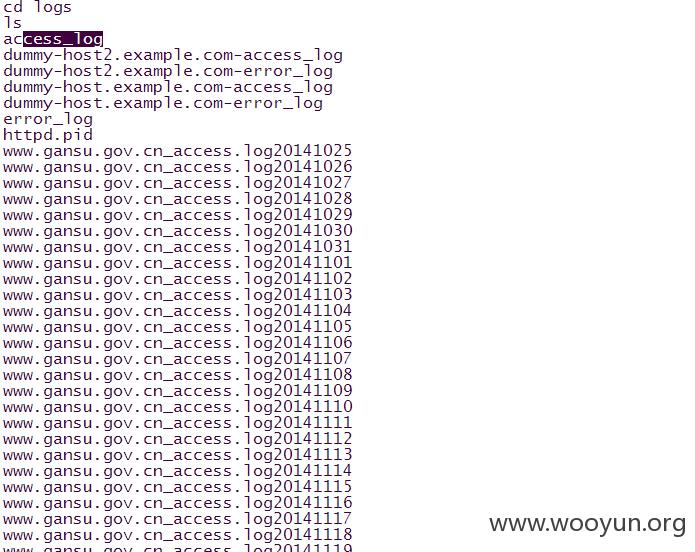 cd logs
ls
access_log
dummy-host2.example.com-access_log
dummy-host2.example.com-error_log
dummy-host.example.com-access_log
dummy-host.example.com-error_log
error_log
httpd.pid
www.gansu.gov.cn_access.log20141025
www.gansu.gov.cn_access.log20141026
www.gansu.gov.cn_access.log20141027
www.gansu.gov.cn_access.log20141028
www.gansu.gov.cn_access.log20141029
www.gansu.gov.cn_access.log20141030
www.gansu.gov.cn_access.log20141031
www.gansu.gov.cn_access.log20141101
www.gansu.gov.cn_access.log20141102
www.gansu.gov.cn_access.log20141103
www.gansu.gov.cn_access.log20141104
www.gansu.gov.cn_access.log20141105
www.gansu.gov.cn_access.log20141106
www.gansu.gov.cn_access.log20141107
www.gansu.gov.cn_access.log20141108
www.gansu.gov.cn_access.log20141109
www.gansu.gov.cn_access.log20141110
www.gansu.gov.cn_access.log20141111
www.gansu.gov.cn_access.log20141112
www.gansu.gov.cn_access.log20141113
www.gansu.gov.cn_access.log20141114
www.gansu.gov.cn_access.log20141115
www.gansu.gov.cn_access.log20141116
www.gansu.gov.cn_access.log20141117
www.gansu.gov.cn_access.log20141118
www.gansu.gov.cn_access.log20141119
www.wooyun.org